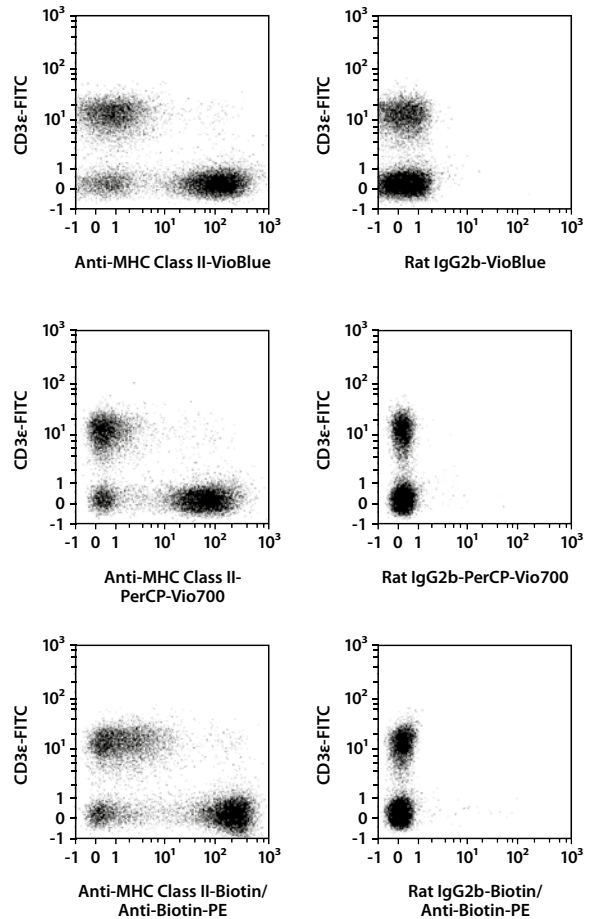 10³
10²
10¹
1
0
-1
CD3ε-FITC
-1 0 1 10¹ 10² 10³
Anti-MHC Class II-VioBlue
10³
10²
10¹
1
0
-1
CD3ε-FITC
-1 0 1 10¹ 10² 10³
Rat IgG2b-VioBlue
10³
10²
10¹
1
0
-1
CD3ε-FITC
-1 0 1 10¹ 10² 10³
Anti-MHC Class II-
PerCP-Vio700
10³
10²
10¹
1
0
-1
CD3ε-FITC
-1 0 1 10¹ 10² 10³
Rat IgG2b-PerCP-Vio700
10³
10²
10¹
1
0
-1
CD3ε-FITC
-1 0 1 10¹ 10² 10³
Anti-MHC Class II-Biotin/
Anti-Biotin-PE
10³
10²
10¹
1
0
-1
CD3ε-FITC
-1 0 1 10¹ 10² 10³
Rat IgG2b-Biotin/
Anti-Biotin-PE